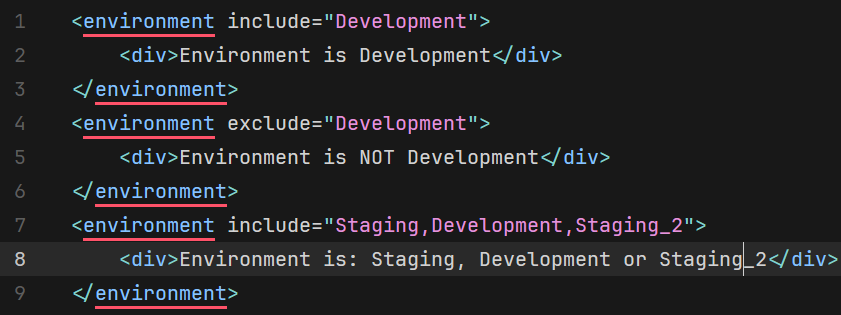 1 <environment include="Development">
2     <div>Environment is Development</div>
3 </environment>
4 <environment exclude="Development">
5     <div>Environment is NOT Development</div>
6 </environment>
7 <environment include="Staging,Development,Staging_2">
8     <div>Environment is: Staging, Development or Staging_2</div>
9 </environment>